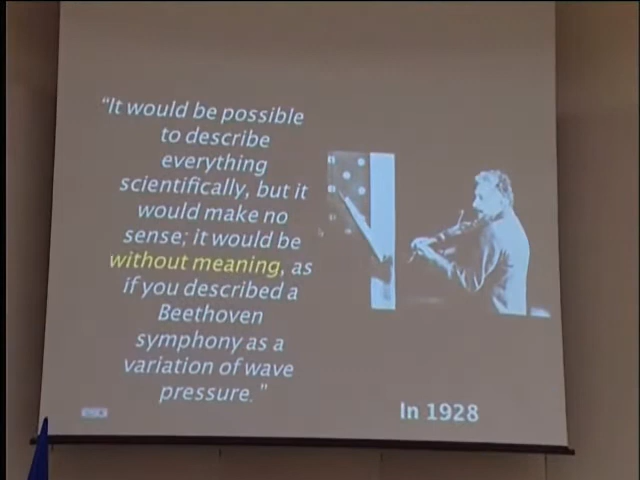 "It would be possible
to describe
everything
scientifically, but it
would make no
sense; it would be
without meaning, as
if you described a
Beethoven
symphony as a
variation of wave
pressure."
In 1928